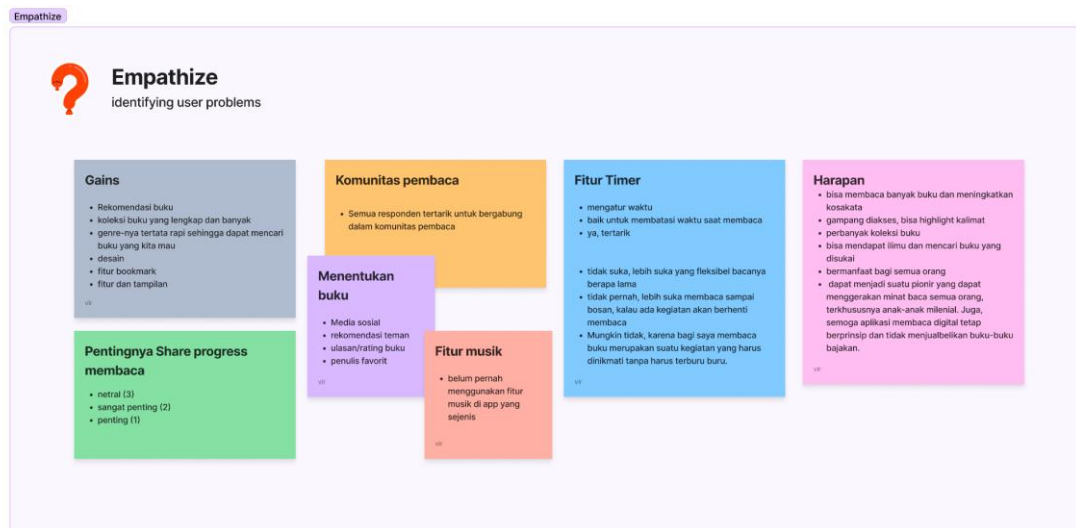 Empathize
Empathize
identifying user problems
Gains
• Rekomendasi buku
• koleksi buku yang lengkap dan banyak
• genre-nya tertata rapi sehingga dapat mencari
buku yang kita mau
• desain
• fitur bookmark
• fitur dan tampilan
Pentingnya Share progress
membaca
• netral (3)
• sangat penting (2)
• penting (1)
Komunitas pembaca
• Semua responden tertarik untuk bergabung
dalam komunitas pembaca
Menentukan
buku
• Media sosial
• rekomendasi teman
• ulasan/rating buku
• penulis favorit
Fitur musik
• belum pernah
menggunakan fitur
musik di app yang
sejenis
Fitur Timer
• mengatur waktu
• baik untuk membatasi waktu saat membaca
• ya, tertarik
• tidak suka, lebih suka yang fleksibel bacanya
berapa lama
• tidak pernah, lebih suka membaca sampai
bosan, kalau ada kegiatan akan berhenti
membaca
• Mungkin tidak, karena bagi saya membaca
buku merupakan suatu kegiatan yang harus
dinikmati tanpa harus terburu buru.
Harapan
• bisa membaca banyak buku dan meningkatkan
kosakata
• gampang diakses, bisa highlight kalimat
• perbanyak koleksi buku
• bisa mendapat ilimu dan mencari buku yang
disukai
• bermanfaat bagi semua orang
• dapat menjadi suatu pionir yang dapat
menggerakan minat baca semua orang,
terkhususnya anak-anak milenial. Juga,
semoga aplikasi membaca digital tetap
berprinsip dan tidak menjualbelikan buku-buku
bajakan.